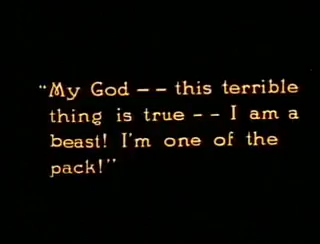 "My God -- this terrible
thing is true -- I am a
beast! I'm one of the
pack!"